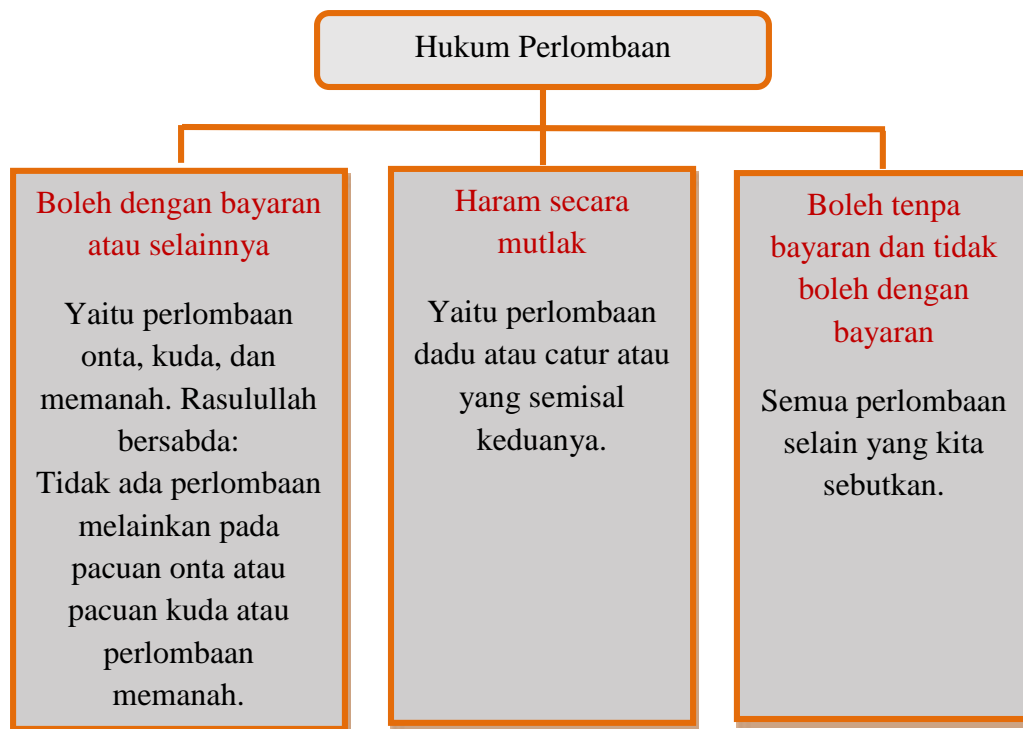 Hukum Perlombaan
Boleh dengan bayaran
atau selainnya
Yaitu perlombaan
onta, kuda, dan
memanah. Rasulullah
bersabda:
Tidak ada perlombaan
melainkan pada
pacuan onta atau
pacuan kuda atau
perlombaan
memanah.
Haram secara
mutlak
Yaitu perlombaan
dadu atau catur atau
yang semisal
keduanya.
Boleh tenpa
bayaran dan tidak
boleh dengan
bayaran
Semua perlombaan
selain yang kita
sebutkan.